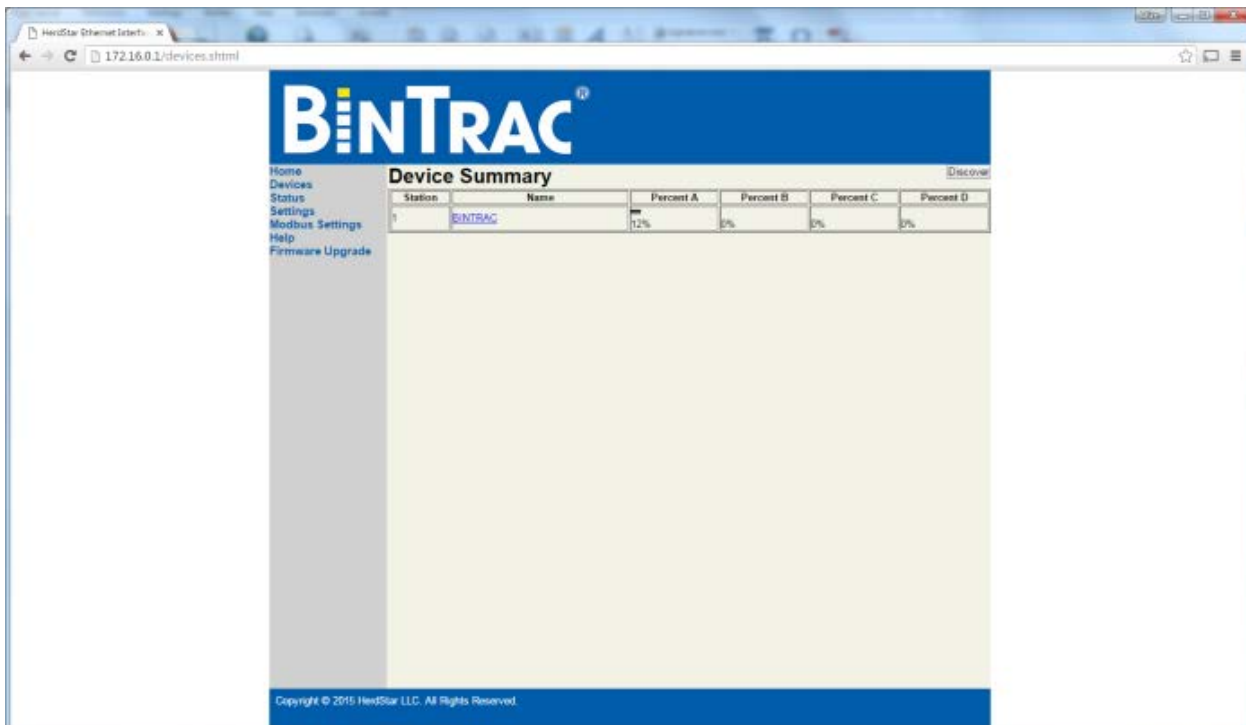 HerdStar Ethernet Interf
172.16.0.1/devices.shtml
BINTRAC®
Home
Devices
Status
Settings
Modbus Settings
Help
Firmware Upgrade
Device Summary
Discover
Station Name Percent A Percent B Percent C Percent D
1 BINTRAC 12% 0% 0% 0%
Copyright © 2015 HerdStar LLC. All Rights Reserved.